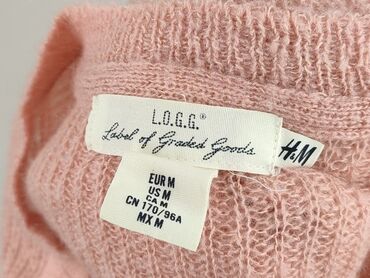 L.O.G.G.®
Label of Graded Goods
H&M
EUR M
US M
CA M
CN 170/96A
MX M